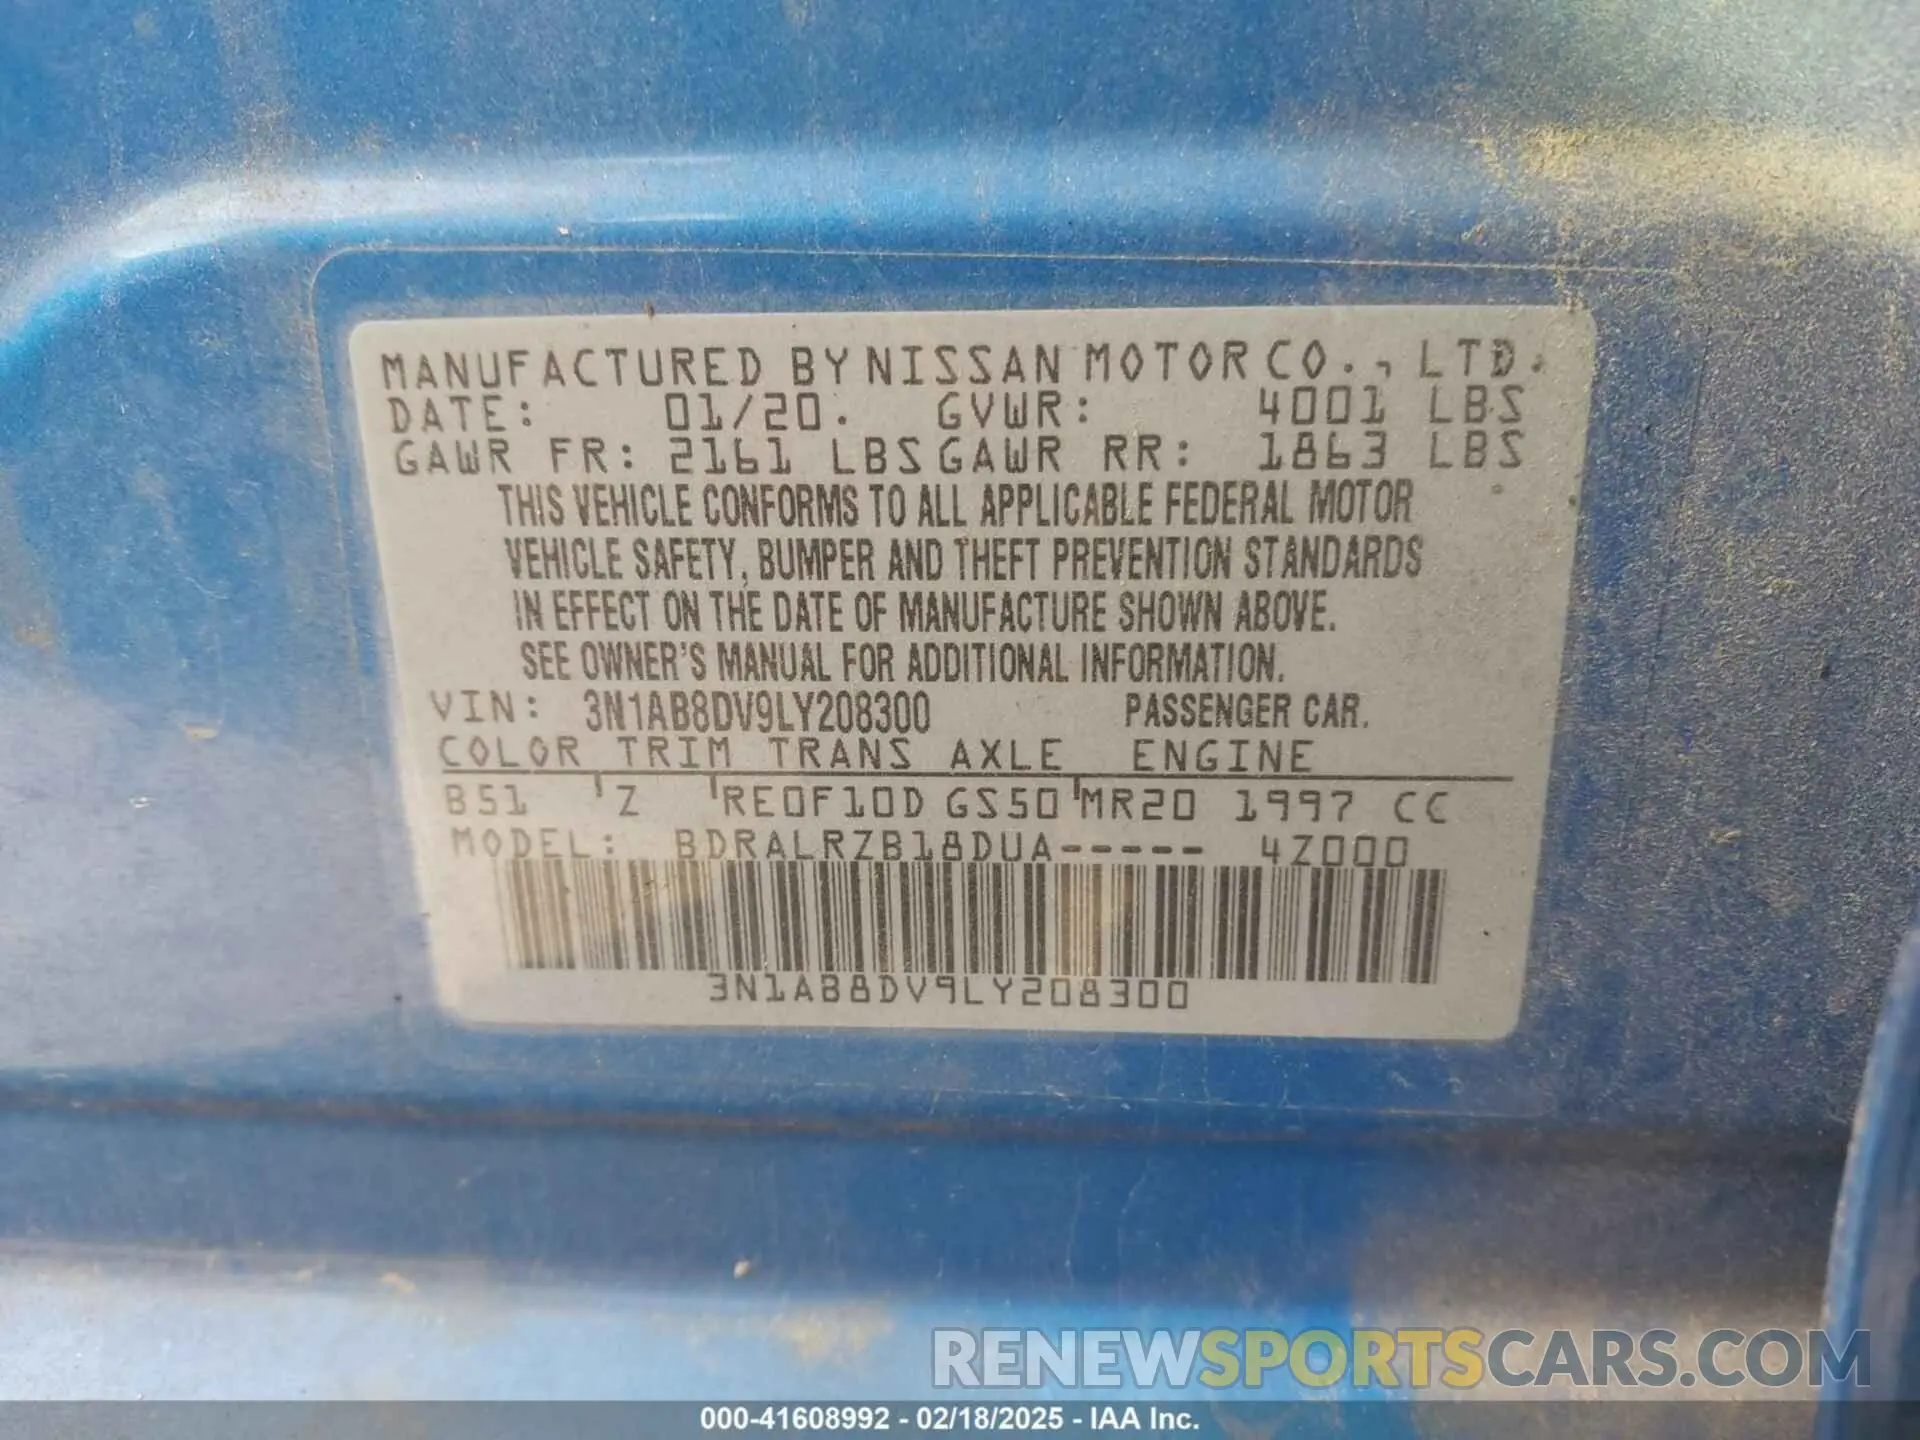 MANUFACTURED BY NISSAN MOTOR CO., LTD.
DATE: 01/20. GVWR: 4001 LBS
GAWR FR: 2161 LBS GAWR RR: 1863 LBS
THIS VEHICLE CONFORMS TO ALL APPLICABLE FEDERAL MOTOR
VEHICLE SAFETY, BUMPER AND THEFT PREVENTION STANDARDS
IN EFFECT ON THE DATE OF MANUFACTURE SHOWN ABOVE.
SEE OWNER'S MANUAL FOR ADDITIONAL INFORMATION.
VIN: 3N1AB8DV9LY208300 PASSENGER CAR.
COLOR TRIM TRANS AXLE ENGINE
B51 Z RE0F10D GS50 MR20 1997 CC
MODEL: BDRALRZB18DUA----- 4Z000
3N1AB8DV9LY208300
RENEWSPORTSCARS.COM
000-41608992 - 02/18/2025 - IAA Inc.